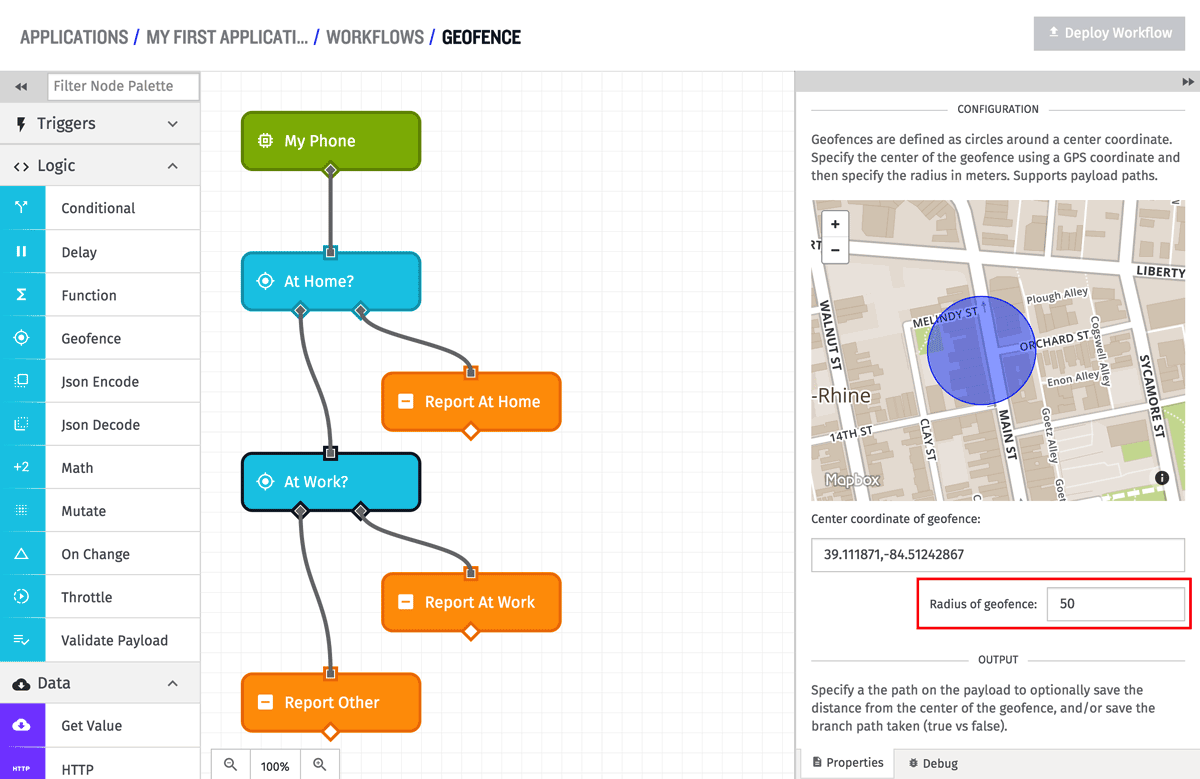 APPLICATIONS / MY FIRST APPLICATI... / WORKFLOWS / GEOFENCE
Deploy Workflow
Filter Node Palette
Triggers
Logic
Conditional
Delay
Function
Geofence
Json Encode
Json Decode
+2 Math
Mutate
On Change
Throttle
Validate Payload
Data
Get Value
HTTP HTTP
My Phone
At Home?
Report At Home
At Work?
Report At Work
Report Other
100%
CONFIGURATION
Geofences are defined as circles around a center coordinate.
Specify the center of the geofence using a GPS coordinate and
then specify the radius in meters. Supports payload paths.
+
−
LIBERTY
Plough Alley
MELINDY ST
WALNUT ST
ORCHARD ST
Cogswell Alley
Enon Alley
SYCAMORE ST
-Rhine
14TH ST
CLAY ST
MAIN ST
Goetz Alley
Mapbox
Center coordinate of geofence:
39.111871,-84.51242867
Radius of geofence: 50
OUTPUT
Specify a the path on the payload to optionally save the
distance from the center of the geofence, and/or save the
branch path taken (true vs false).
Properties
Debug